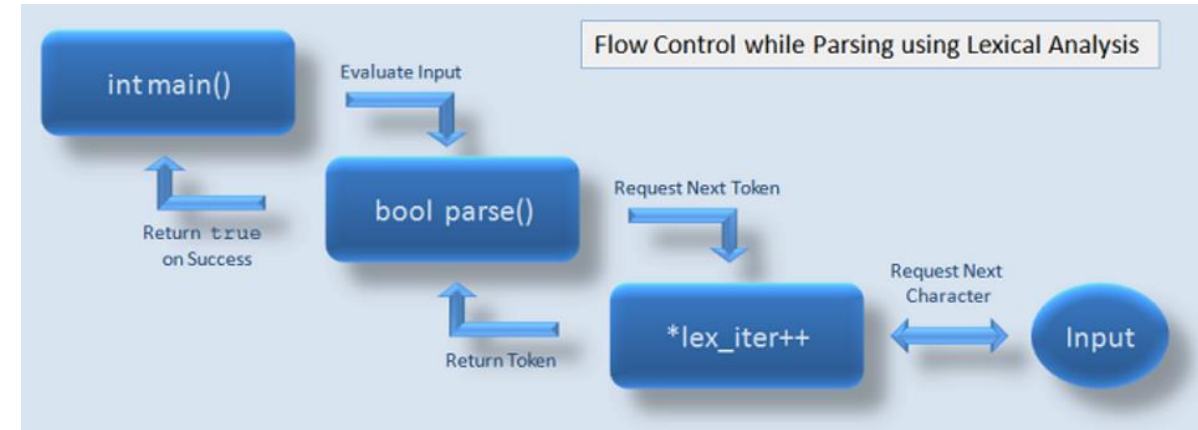 Flow Control while Parsing using Lexical Analysis
int main()
Evaluate Input
Return true
on Success
bool parse()
Request Next Token
Return Token
*lex_iter++
Request Next
Character
Input